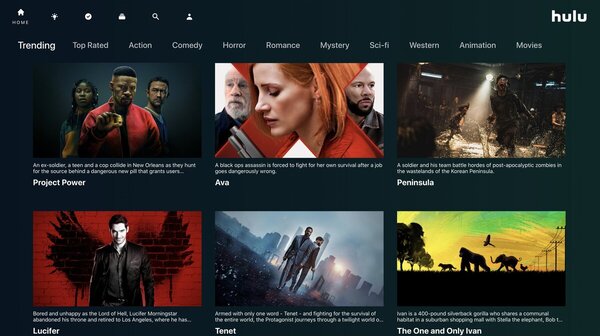 HOME
hulu
Trending Top Rated Action Comedy Horror Romance Mystery Sci-fi Western Animation Movies
An ex-soldier, a teen and a cop collide in New Orleans as they hunt
for the source behind a dangerous new pill that grants users...
Project Power
A black ops assassin is forced to fight for her own survival after a job
goes dangerously wrong.
Ava
A soldier and his team battle hordes of post-apocalyptic zombies in
the wastelands of the Korean Peninsula.
Peninsula
Bored and unhappy as the Lord of Hell, Lucifer Morningstar
abandoned his throne and retired to Los Angeles, where he has...
Lucifer
Armed with only one word - Tenet - and fighting for the survival of
the entire world, the Protagonist journeys through a twilight world o...
Tenet
Ivan is a 400-pound silverback gorilla who shares a communal
habitat in a suburban shopping mall with Stella the elephant, Bob t...
The One and Only Ivan